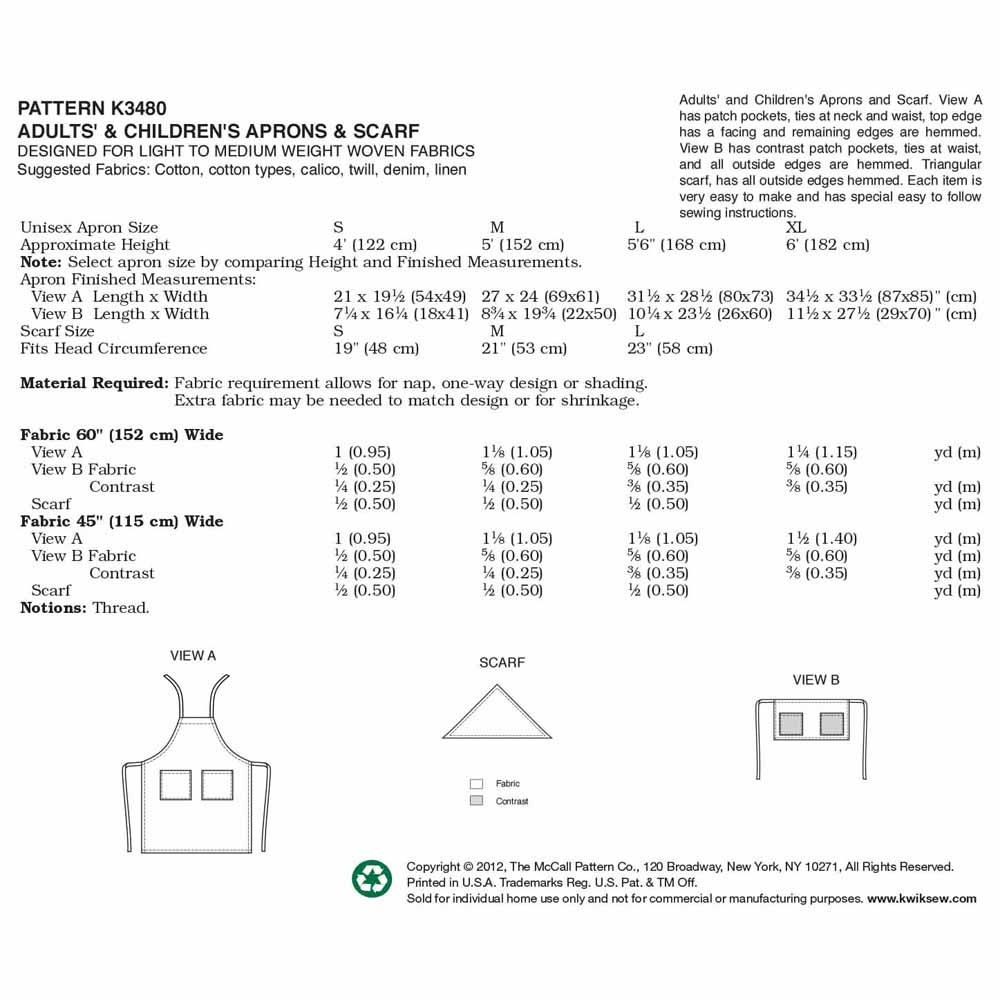 PATTERN K3480
ADULTS' & CHILDREN'S APRONS & SCARF
DESIGNED FOR LIGHT TO MEDIUM WEIGHT WOVEN FABRICS
Suggested Fabrics: Cotton, cotton types, calico, twill, denim, linen
Adults' and Children's Aprons and Scarf. View A
has patch pockets, ties at neck and waist, top edge
has a facing and remaining edges are hemmed.
View B has contrast patch pockets, ties at waist,
and all outside edges are hemmed. Triangular
scarf, has all outside edges hemmed. Each item is
very easy to make and has special easy to follow
sewing instructions.
Unisex Apron Size S M L XL
Approximate Height 4' (122 cm) 5' (152 cm) 5'6" (168 cm) 6' (182 cm)
Note: Select apron size by comparing Height and Finished Measurements.
Apron Finished Measurements:
View A Length x Width 21 x 19½ (54x49) 27 x 24 (69x61) 31½ x 28½ (80x73) 34½ x 33½ (87x85)" (cm)
View B Length x Width 7¼ x 16¼ (18x41) 8¾ x 19¾ (22x50) 10¼ x 23½ (26x60) 11½ x 27½ (29x70) " (cm)
Scarf Size S M L
Fits Head Circumference 19" (48 cm) 21" (53 cm) 23" (58 cm)
Material Required: Fabric requirement allows for nap, one-way design or shading.
Extra fabric may be needed to match design or for shrinkage.
Fabric 60" (152 cm) Wide
View A 1 (0.95) 1⅛ (1.05) 1⅛ (1.05) 1¼ (1.15) yd (m)
View B Fabric ½ (0.50) ⅝ (0.60) ⅝ (0.60) ⅝ (0.60)
Contrast ¼ (0.25) ¼ (0.25) ⅜ (0.35) ⅜ (0.35) yd (m)
Scarf ½ (0.50) ½ (0.50) ½ (0.50) yd (m)
Fabric 45" (115 cm) Wide
View A 1 (0.95) 1⅛ (1.05) 1⅛ (1.05) 1½ (1.40) yd (m)
View B Fabric ½ (0.50) ⅝ (0.60) ⅝ (0.60) ⅝ (0.60) yd (m)
Contrast ¼ (0.25) ¼ (0.25) ⅜ (0.35) ⅜ (0.35) yd (m)
Scarf ½ (0.50) ½ (0.50) ½ (0.50) yd (m)
Notions: Thread.
VIEW A
SCARF
VIEW B
Fabric
Contrast
Copyright © 2012, The McCall Pattern Co., 120 Broadway, New York, NY 10271, All Rights Reserved.
Printed in U.S.A. Trademarks Reg. U.S. Pat. & TM Off.
Sold for individual home use only and not for commercial or manufacturing purposes. www.kwiksew.com